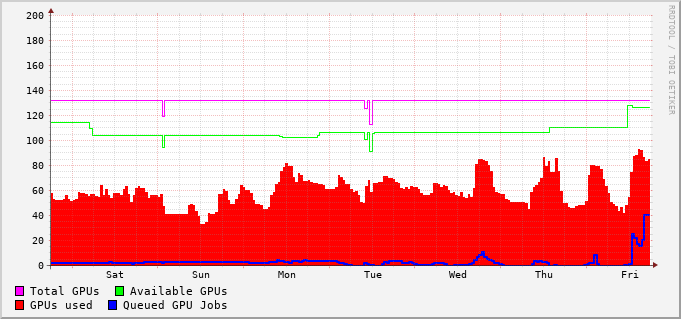 200
180
160
140
120
100
80
60
40
20
0
Sat Sun Mon Tue Wed Thu Fri
Total GPUs Available GPUs
GPUs used Queued GPU Jobs
RRDTOOL / TOBI OETIKER